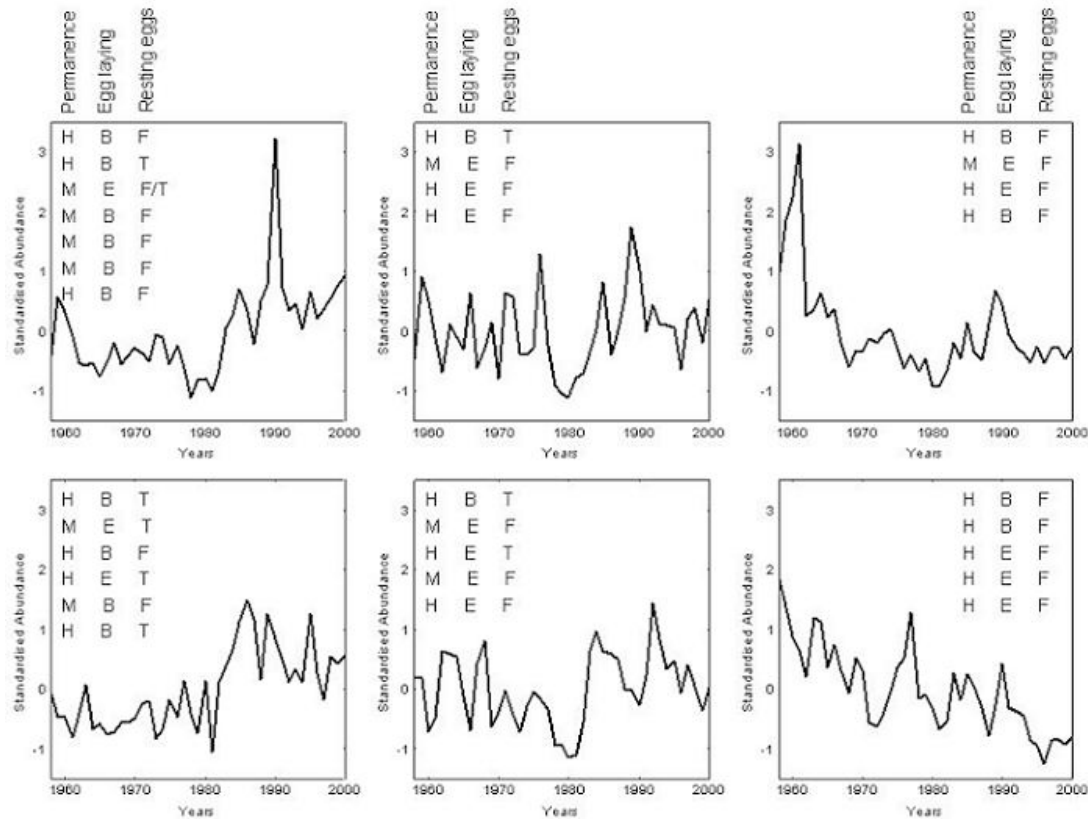 Permanence Egg laying Resting eggs
H B F
H B T
M E F/T
M B F
M B F
M B F
H B F
Standardised Abundance
3
2
1
0
-1
1960 1970 1980 1990 2000
Years
Permanence Egg laying Resting eggs
H B T
M E F
H E F
H E F
Standardised Abundance
3
2
1
0
-1
1960 1970 1980 1990 2000
Years
Permanence Egg laying Resting eggs
H B F
M E F
H E F
H B F
Standardised Abundance
3
2
1
0
-1
1960 1970 1980 1990 2000
Years
H B T
M E T
H B F
H E T
M B F
H B T
Standardised Abundance
3
2
1
0
-1
1960 1970 1980 1990 2000
Years
H B T
M E F
H E T
M E F
H E F
Standardised Abundance
3
2
1
0
-1
1960 1970 1980 1990 2000
Years
H B F
H B F
H E F
H E F
H E F
Standardised Abundance
3
2
1
0
-1
1960 1970 1980 1990 2000
Years